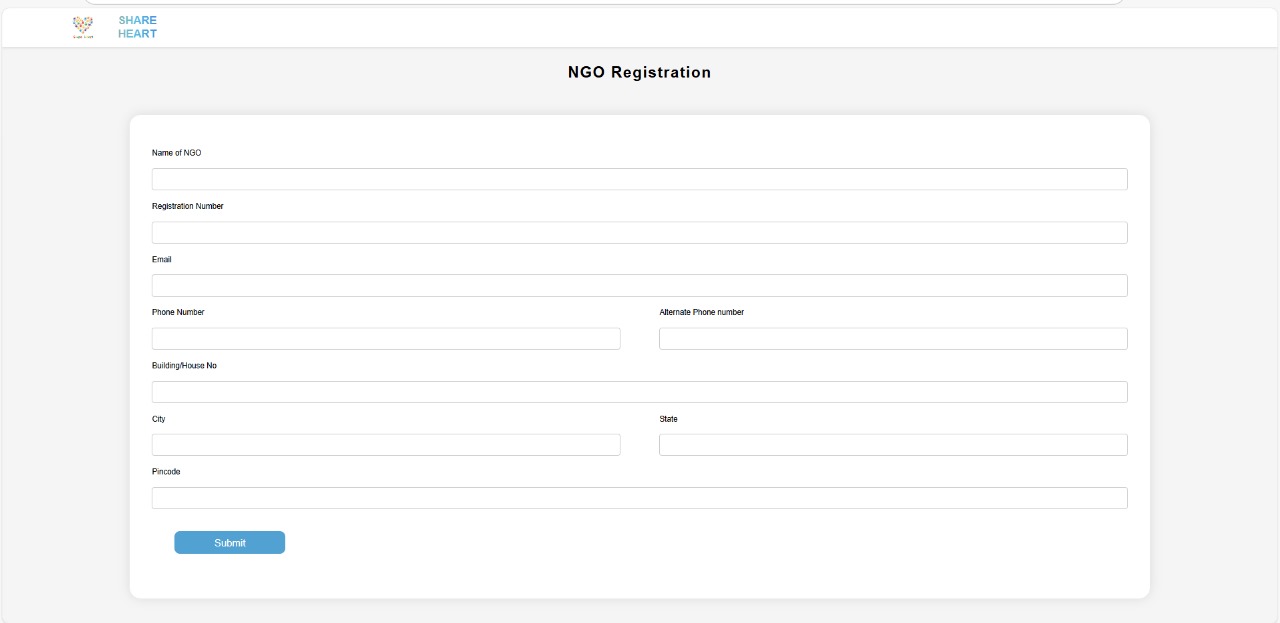 SHARE
HEART
NGO Registration
Name of NGO
Registration Number
Email
Phone Number Alternate Phone number
Building/House No
City State
Pincode
Submit